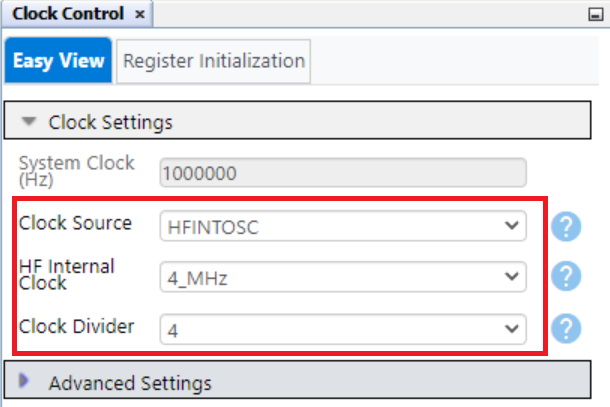 Clock Control ×
Easy View Register Initialization
Clock Settings
System Clock
(Hz)
1000000
Clock Source
HFINTOSC
?
HF Internal
Clock
4_MHz
?
Clock Divider
4
?
Advanced Settings